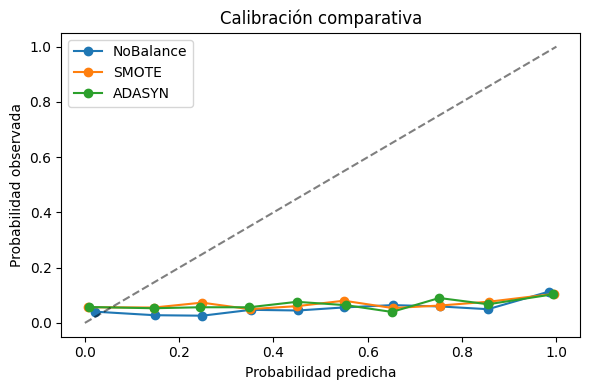 Calibración comparativa
NoBalance
SMOTE
ADASYN
Probabilidad observada
1.0
0.8
0.6
0.4
0.2
0.0
0.0 0.2 0.4 0.6 0.8 1.0
Probabilidad predicha